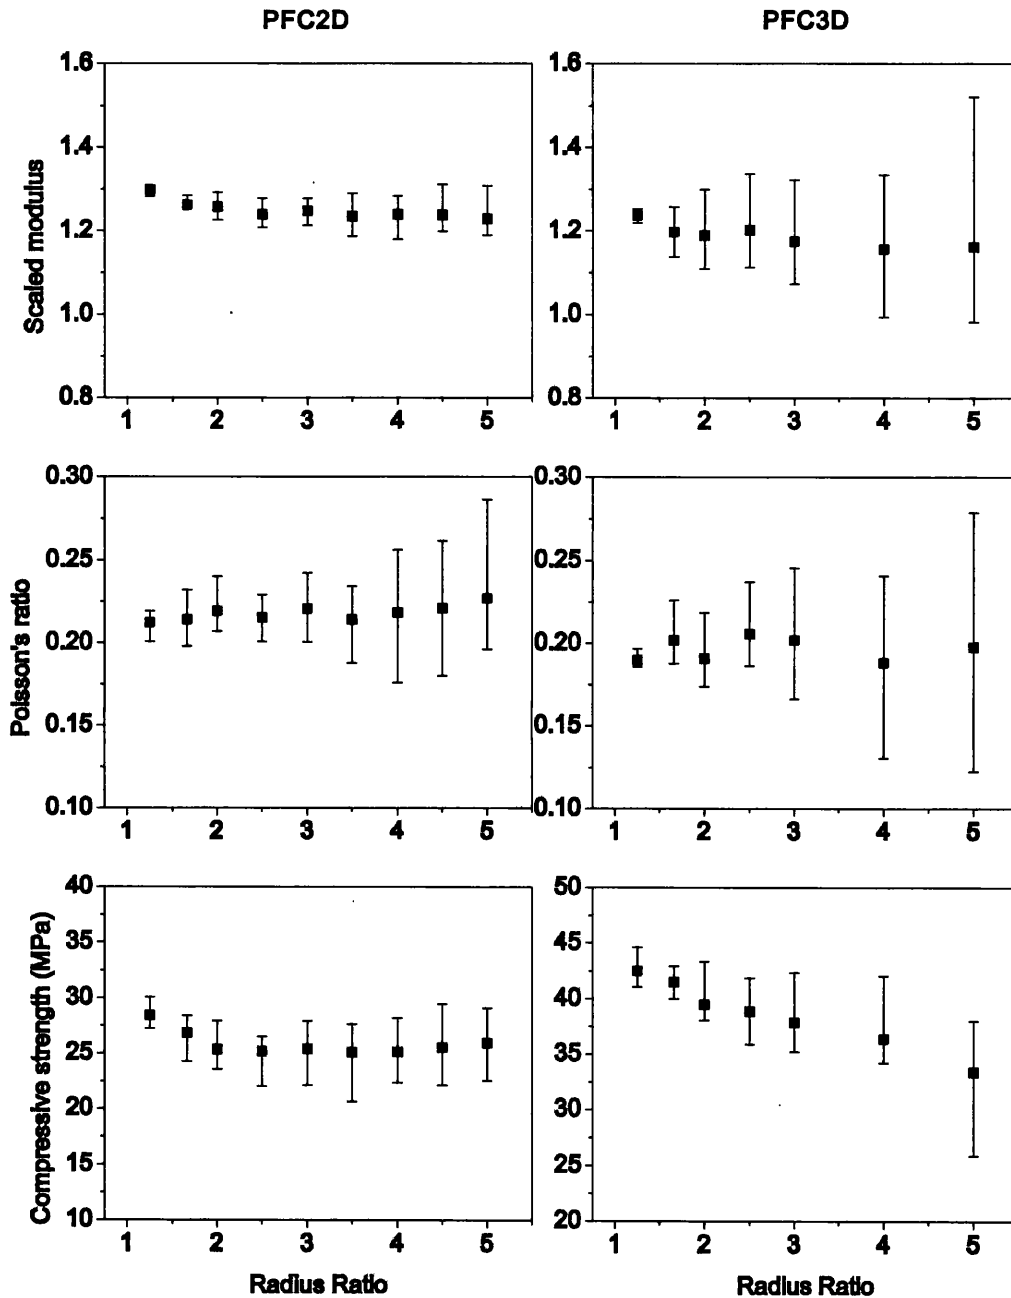 PFC2D
PFC3D
Scaled modulus
1.6
1.4
1.2
1.0
0.8
1 2 3 4 5
1.6
1.4
1.2
1.0
0.8
1 2 3 4 5
Poisson's ratio
0.30
0.25
0.20
0.15
0.10
1 2 3 4 5
0.30
0.25
0.20
0.15
0.10
1 2 3 4 5
Compressive strength (MPa)
40
35
30
25
20
15
10
1 2 3 4 5
Radius Ratio
50
45
40
35
30
25
20
1 2 3 4 5
Radius Ratio